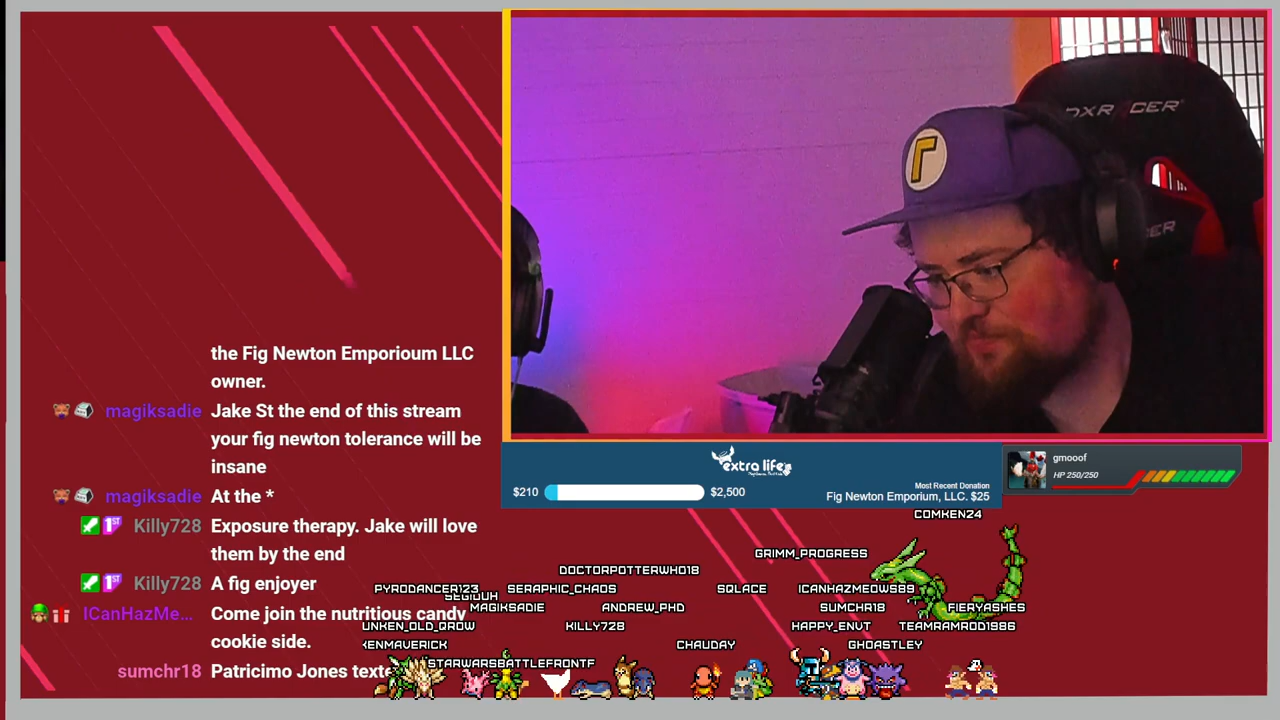 DXRACER
the Fig Newton Emporioum LLC
owner.
magiksadie Jake St the end of this stream
your fig newton tolerance will be
insane
magiksadie At the *
Killy728 Exposure therapy. Jake will love
them by the end
Killy728 A fig enjoyer
ICanHazMe... Come join the nutritious candy
cookie side.
sumchr18 Patricimo Jones texte
extra life
$210
$2,500
Most Recent Donation
Fig Newton Emporium, LLC. $25
gmooof
HP 250/250
COMKEN24
GRIMM_PROGRESS
DOCTORPOTTERWHO18
PYRODANCER123 SERAPHIC_CHAOS SQLACE ICANHAZMEOWS89
MAGIKSADIE ANDREW_PHD SUMCHR18 FIERYASHES
UNKEN_OLD_QROW KILLY728 HAPPY_ENVT TEAMRAMROD1986
KENMAVERICK CHAUDAY GHOASTLEY
STARWARSBATTLEFRONTF